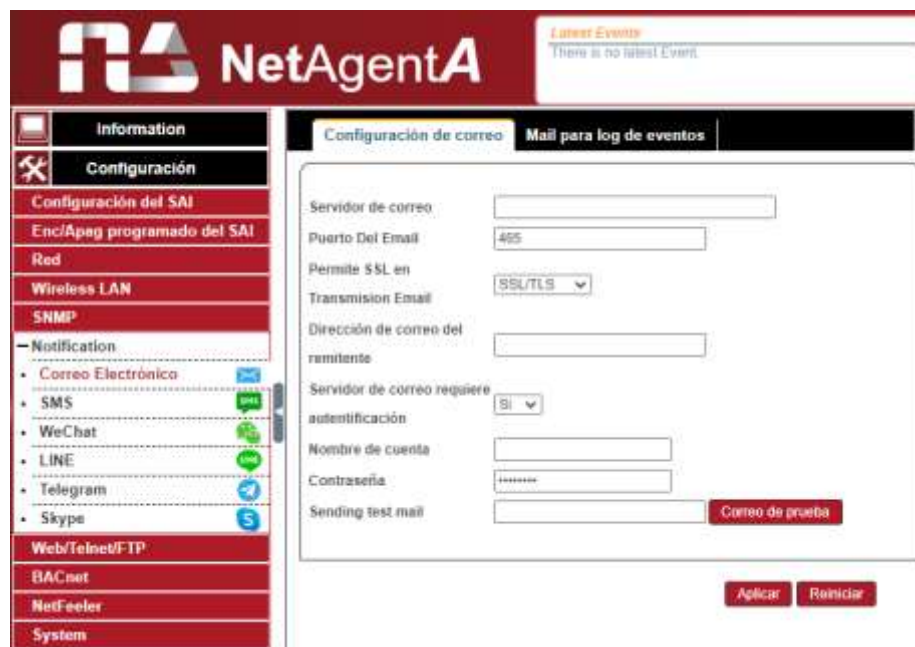 NetAgentA
Latest Events
There is no latest Event.
Information
Configuración
Configuración del SAI
Enc/Apag programado del SAI
Red
Wireless LAN
SNMP
Notification
Correo Electrónico
SMS
WeChat
LINE
Telegram
Skype
Web/Telnet/FTP
BACnet
NetFeeler
System
Configuración de correo
Mail para log de eventos
Servidor de correo
Puerto Del Email
465
Permite SSL en
Transmision Email
SSL/TLS
Dirección de correo del
remitente
Servidor de correo requiere
autentificación
Si
Nombre de cuenta
Contraseña
Sending test mail
Correo de prueba
Aplicar
Reiniciar